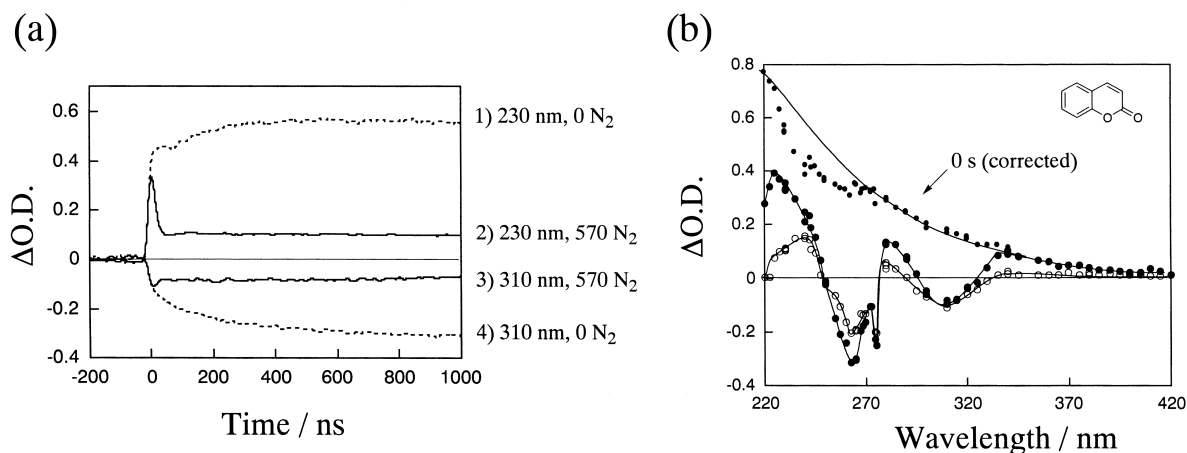 (a)
ΔO.D.
0.6
0.4
0.2
0
-0.2
-0.4
-200
0
200
400
600
800
1000
Time / ns
1) 230 nm, 0 N₂
2) 230 nm, 570 N₂
3) 310 nm, 570 N₂
4) 310 nm, 0 N₂
(b)
ΔO.D.
0.8
0.6
0.4
0.2
0
-0.2
-0.4
220
270
320
370
420
Wavelength / nm
0 s (corrected)
O
O